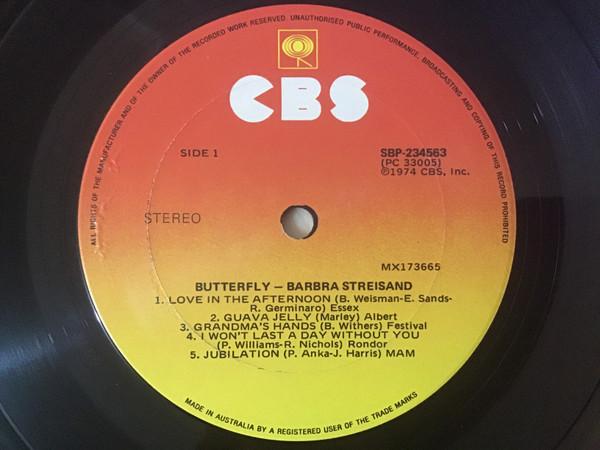 ALL RIGHTS OF THE MANUFACTURER AND OF THE OWNER OF THE RECORDED WORK RESERVED. UNAUTHORISED PUBLIC PERFORMANCE, BROADCASTING AND COPYING OF THIS RECORD PROHIBITED
CBS
SIDE 1
SBP-234563
(PC 33005)
Ⓟ1974 CBS, Inc.
STEREO
MX173665
BUTTERFLY — BARBRA STREISAND
1. LOVE IN THE AFTERNOON (B. Weisman-E. Sands-
R. Germinaro) Essex
2. GUAVA JELLY (Marley) Albert
3. GRANDMA'S HANDS (B. Withers) Festival
4. I WON'T LAST A DAY WITHOUT YOU
(P. Williams-R. Nichols) Rondor
5. JUBILATION (P. Anka-J. Harris) MAM
MADE IN AUSTRALIA BY A REGISTERED USER OF THE TRADE MARKS